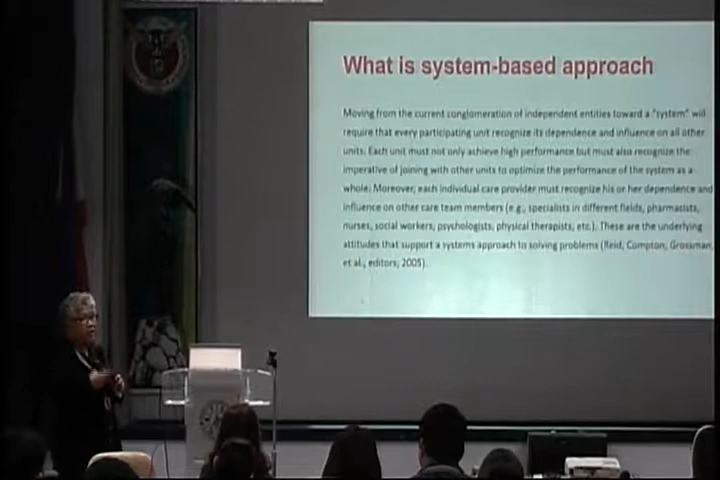 What is system-based approach
Moving from the current conglomeration of independent entities toward a "system" will
require that every participating unit recognize its dependence and influence on all other
units. Each unit must not only achieve high performance but must also recognize the
imperative of joining with other units to optimize the performance of the system as a
whole. Moreover, each individual care provider must recognize his or her dependence and
influence on other care team members (e.g., specialists in different fields, pharmacists,
nurses, social workers, psychologists, physical therapists, etc.). These are the underlying
attitudes that support a systems approach to solving problems (Reid, Compton, Grossman,
et al., editors, 2005).